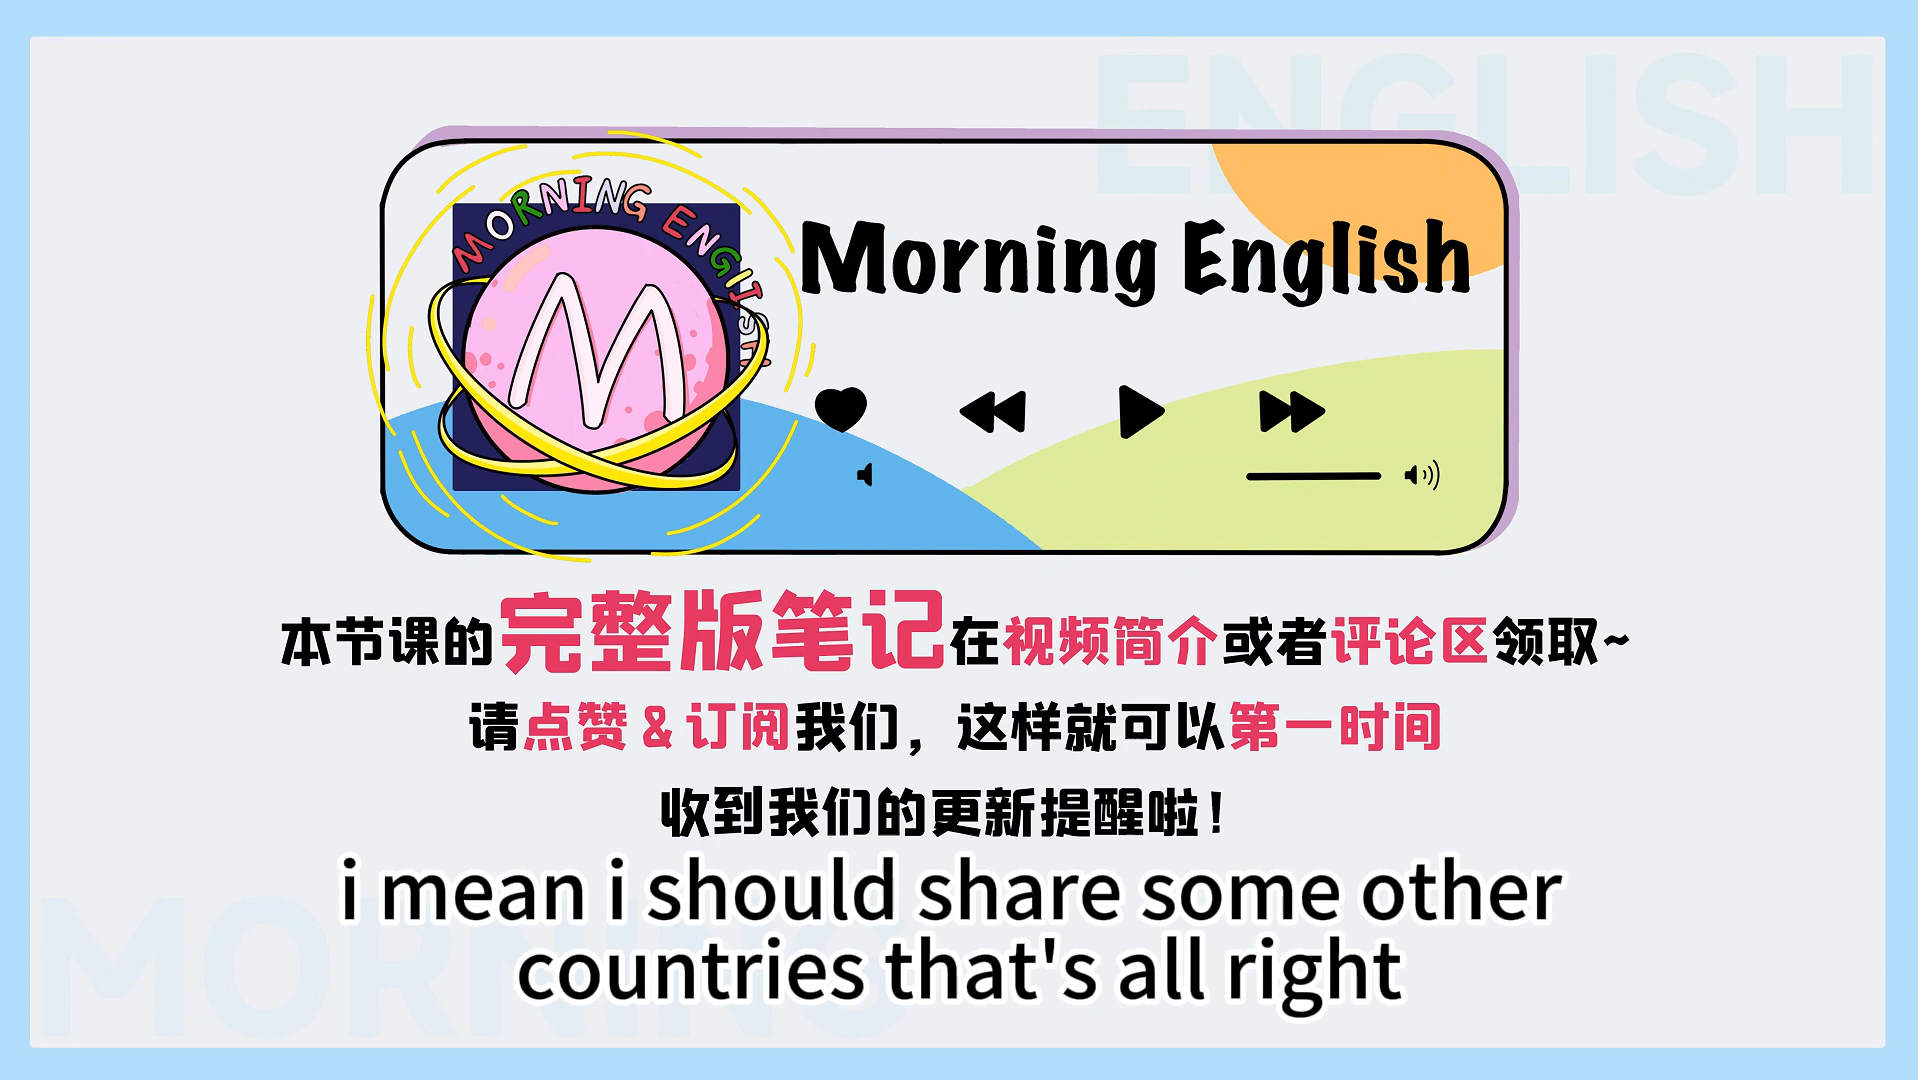 ENGLISH
MORNING ENGLISH
M
Morning English
本节课的完整版笔记在视频简介或者评论区领取~
请点赞&订阅我们，这样就可以第一时间
收到我们的更新提醒啦！
i mean i should share some other
countries that's all right
MORNING